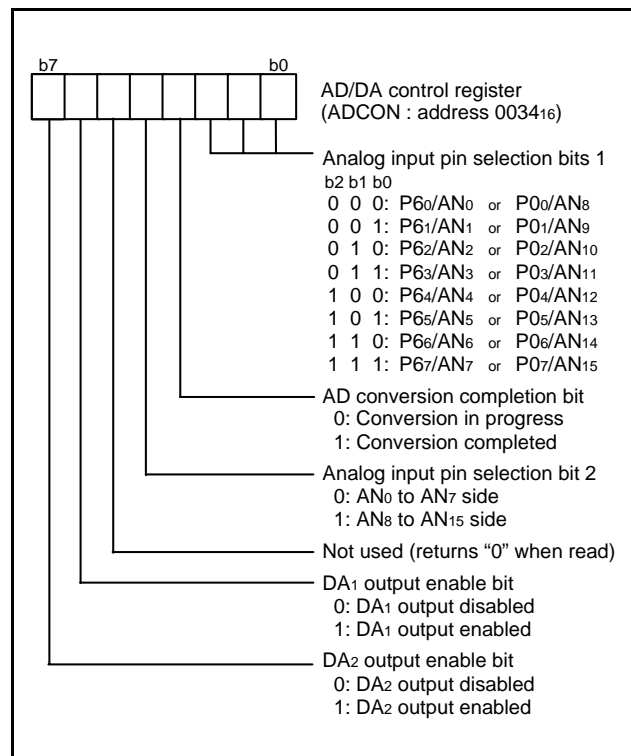 b7 b0
AD/DA control register
(ADCON : address 003416)
Analog input pin selection bits 1
b2 b1 b0
0 0 0: P60/AN0 or P00/AN8
0 0 1: P61/AN1 or P01/AN9
0 1 0: P62/AN2 or P02/AN10
0 1 1: P63/AN3 or P03/AN11
1 0 0: P64/AN4 or P04/AN12
1 0 1: P65/AN5 or P05/AN13
1 1 0: P66/AN6 or P06/AN14
1 1 1: P67/AN7 or P07/AN15
AD conversion completion bit
0: Conversion in progress
1: Conversion completed
Analog input pin selection bit 2
0: AN0 to AN7 side
1: AN8 to AN15 side
Not used (returns “0” when read)
DA1 output enable bit
0: DA1 output disabled
1: DA1 output enabled
DA2 output enable bit
0: DA2 output disabled
1: DA2 output enabled